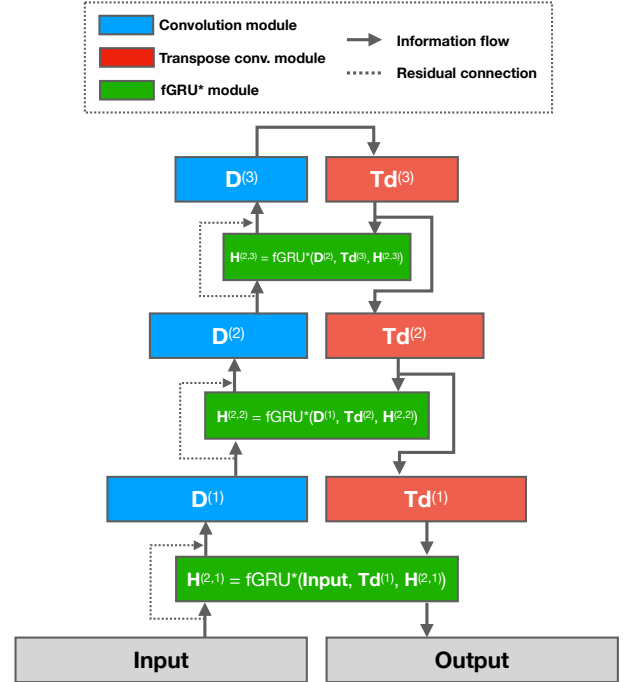 Convolution module
Transpose conv. module
fGRU* module
Information flow
Residual connection
D(3)
Td(3)
H(2,3) = fGRU*(D(2), Td(3), H(2,3))
D(2)
Td(2)
H(2,2) = fGRU*(D(1), Td(2), H(2,2))
D(1)
Td(1)
H(2,1) = fGRU*(Input, Td(1), H(2,1))
Input
Output